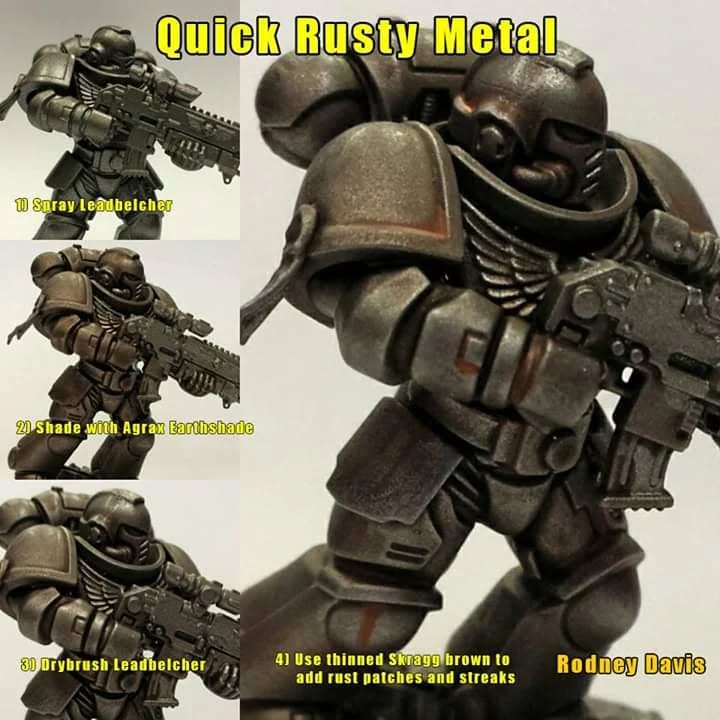 Quick Rusty Metal
1) Spray Leadbelcher
2) Shade with Agrax Earthshade
3) Drybrush Leadbelcher
4) Use thinned Skragg brown to
add rust patches and streaks
Rodney Davis